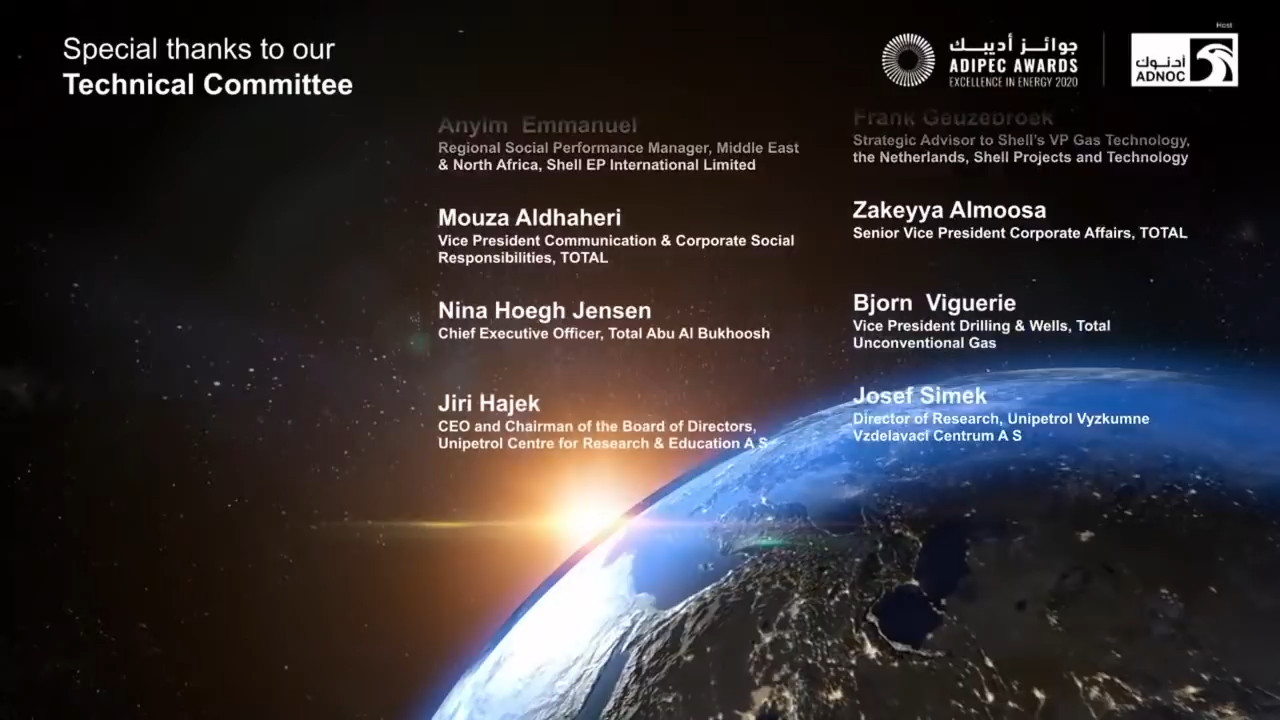 Special thanks to our
Technical Committee
جوائـز أديبـك
ADIPEC AWARDS
EXCELLENCE IN ENERGY 2020
Host
أدنوك
ADNOC
Anyim Emmanuel
Regional Social Performance Manager, Middle East
& North Africa, Shell EP International Limited
Mouza Aldhaheri
Vice President Communication & Corporate Social
Responsibilities, TOTAL
Nina Hoegh Jensen
Chief Executive Officer, Total Abu Al Bukhoosh
Jiri Hajek
CEO and Chairman of the Board of Directors,
Unipetrol Centre for Research & Education A S
Frank Geuzebroek
Strategic Advisor to Shell's VP Gas Technology,
the Netherlands, Shell Projects and Technology
Zakeyya Almoosa
Senior Vice President Corporate Affairs, TOTAL
Bjorn Viguerie
Vice President Drilling & Wells, Total
Unconventional Gas
Josef Simek
Director of Research, Unipetrol Vyzkumne
Vzdelavacl Centrum A S